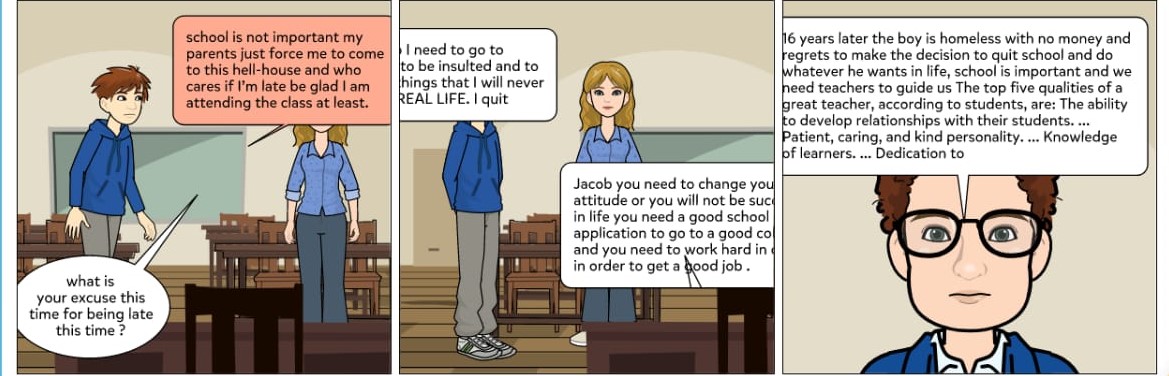 school is not important my
parents just force me to come
to this hell-house and who
cares if I'm late be glad I am
attending the class at least.
what is
your excuse this
time for being late
this time ?
I need to go to
to be insulted and to
things that I will never
REAL LIFE. I quit
Jacob you need to change you
attitude or you will not be suc
in life you need a good school
application to go to a good co
and you need to work hard in
in order to get a good job .
16 years later the boy is homeless with no money and
regrets to make the decision to quit school and do
whatever he wants in life, school is important and we
need teachers to guide us The top five qualities of a
great teacher, according to students, are: The ability
to develop relationships with their students. ...
Patient, caring, and kind personality. ... Knowledge
of learners. ... Dedication to